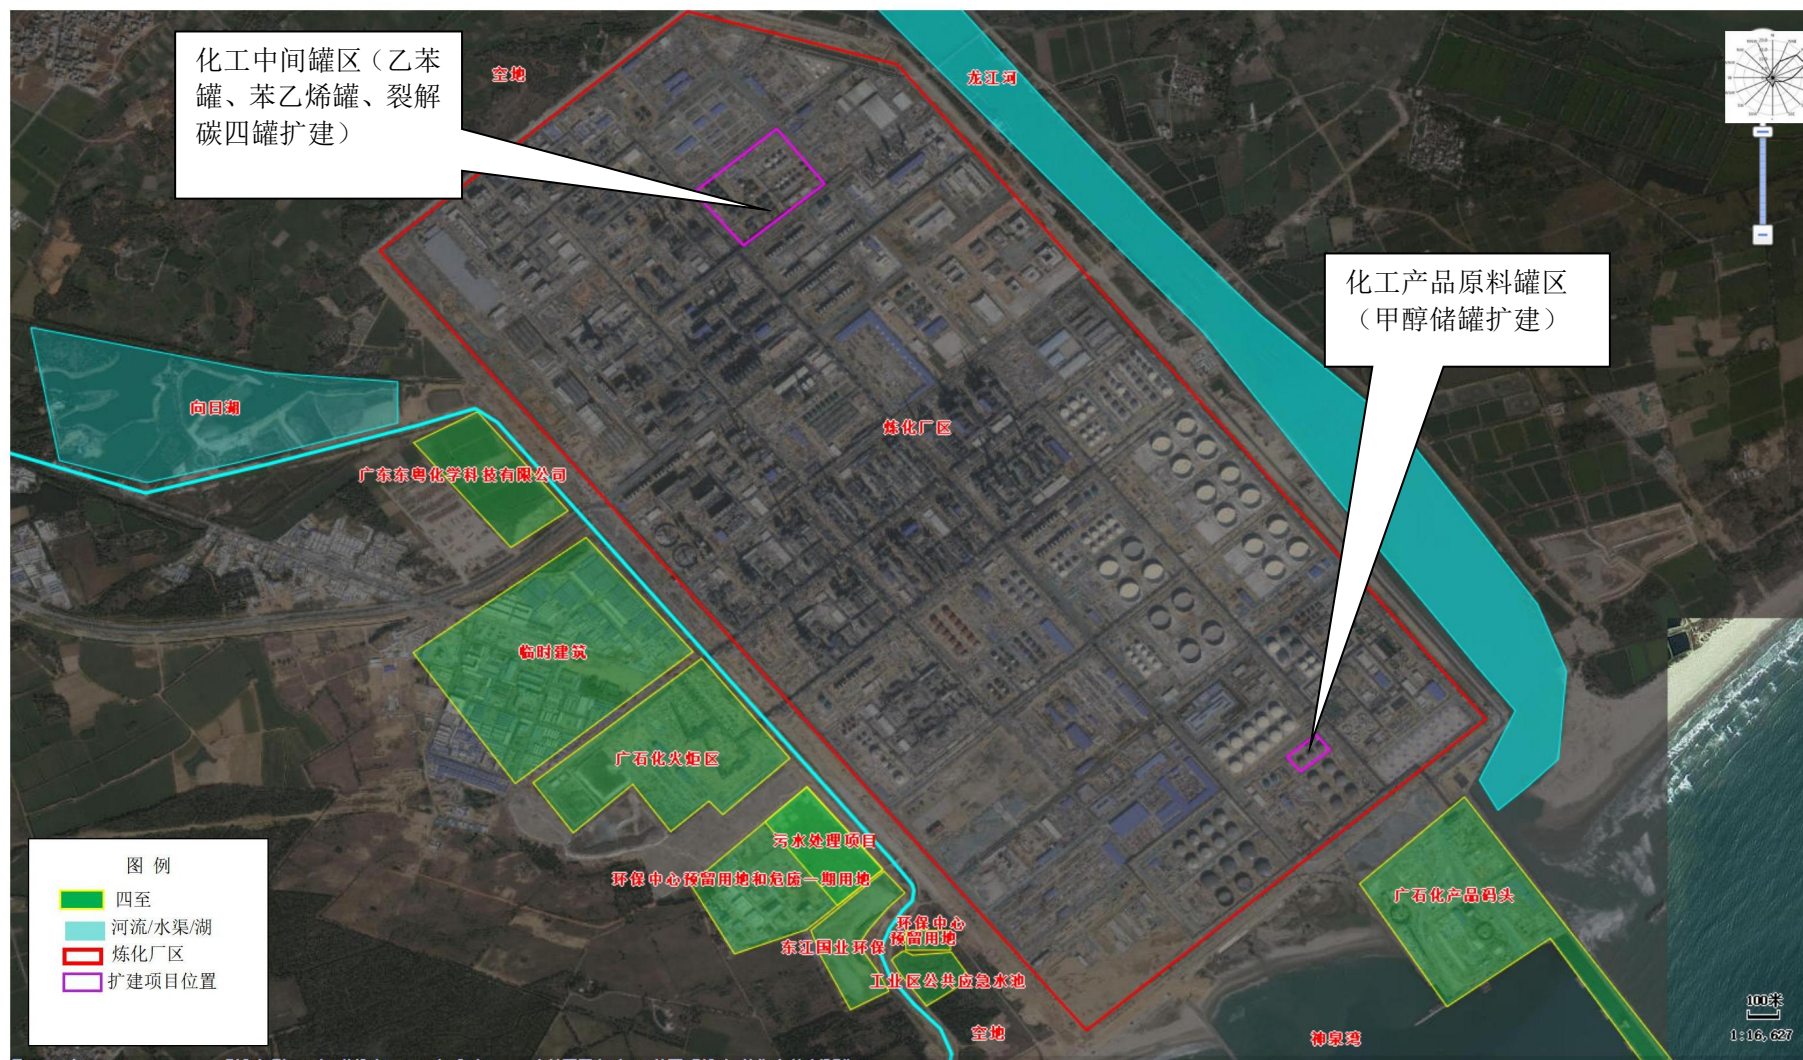 化工中间罐区（乙苯
罐、苯乙烯罐、裂解
碳四罐扩建）
空地
龙江河
化工产品原料罐区
（甲醇储罐扩建）
向日湖
炼化厂区
广东东粤化学科技有限公司
临时建筑
广石化火炬区
污水处理项目
环保中心预留用地和危废一期用地
环保中心
预留用地
东江国业环保
工业区公共应急水池
广石化产品码头
空地
神泉湾
图 例
四至
河流/水渠/湖
炼化厂区
扩建项目位置
100米
1:16,627